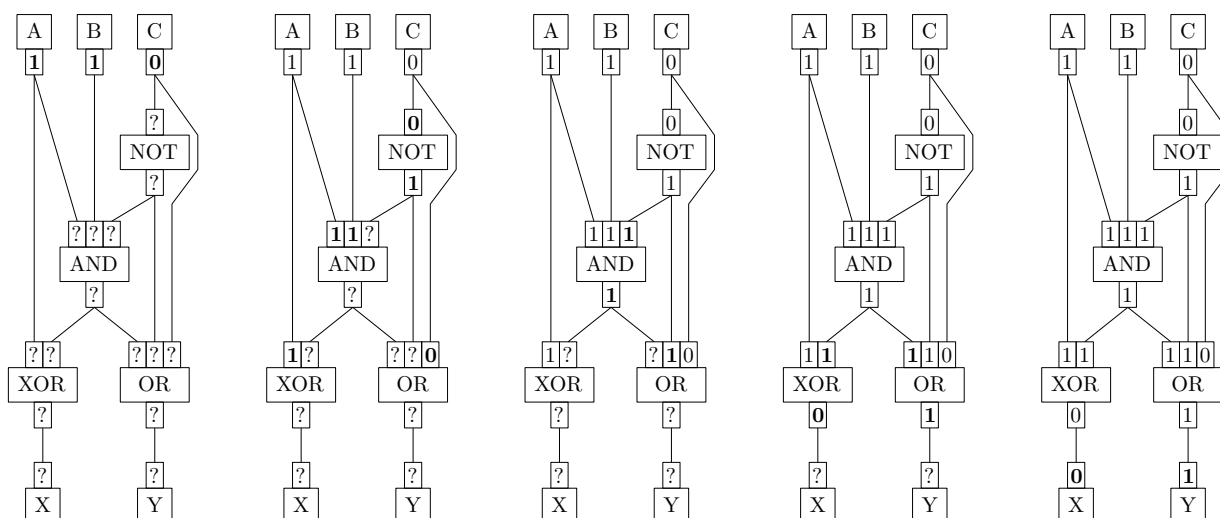 A B C A B C A B C A B C A B C
1 1 0 1 1 0 1 1 0 1 1 0 1 1 0
? 0 0 0 0
NOT NOT NOT NOT NOT
? 1 1 1 1
? ? ? 1 1 ? 1 1 1 1 1 1 1 1 1
AND AND AND AND AND
? ? 1 1 1
? ? ? ? ? 1 ? ? ? 0 1 ? ? 1 0 1 1 1 1 0 1 1 1 1 0
XOR OR XOR OR XOR OR XOR OR XOR OR
? ? ? ? ? ? 0 1 0 1
? ? ? ? ? ? ? ? 0 1
X Y X Y X Y X Y X Y